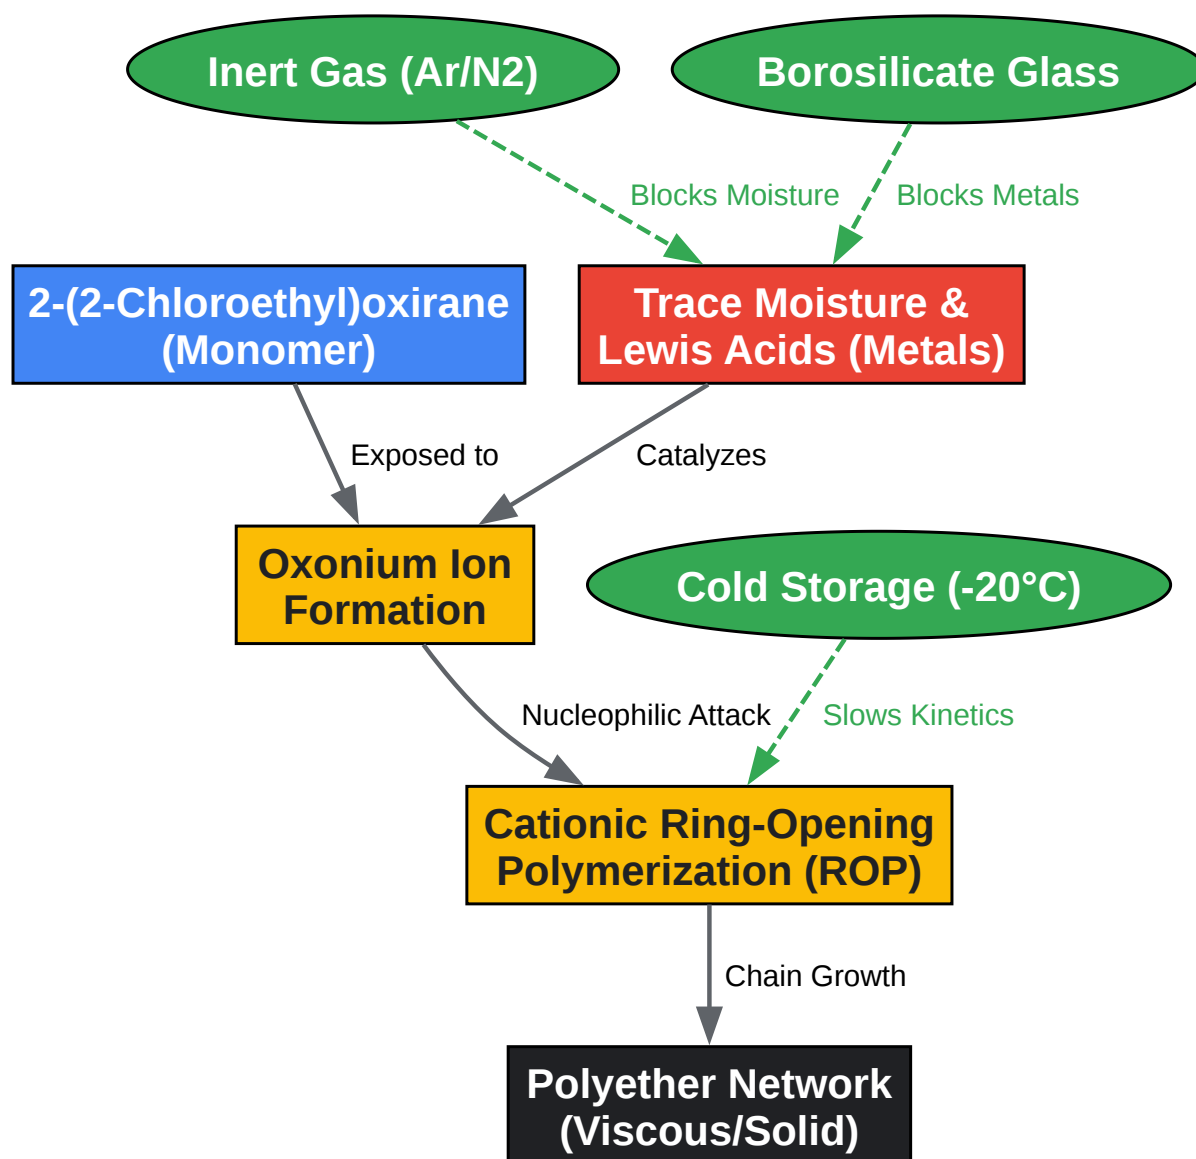 Inert Gas (Ar/N2)
Borosilicate Glass
Blocks Moisture
Blocks Metals
2-(2-Chloroethyl)oxirane
(Monomer)
Trace Moisture &
Lewis Acids (Metals)
Exposed to
Catalyzes
Oxonium Ion
Formation
Cold Storage (-20°C)
Nucleophilic Attack
Slows Kinetics
Cationic Ring-Opening
Polymerization (ROP)
Chain Growth
Polyether Network
(Viscous/Solid)